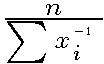 n
∑ x_i^{-1}